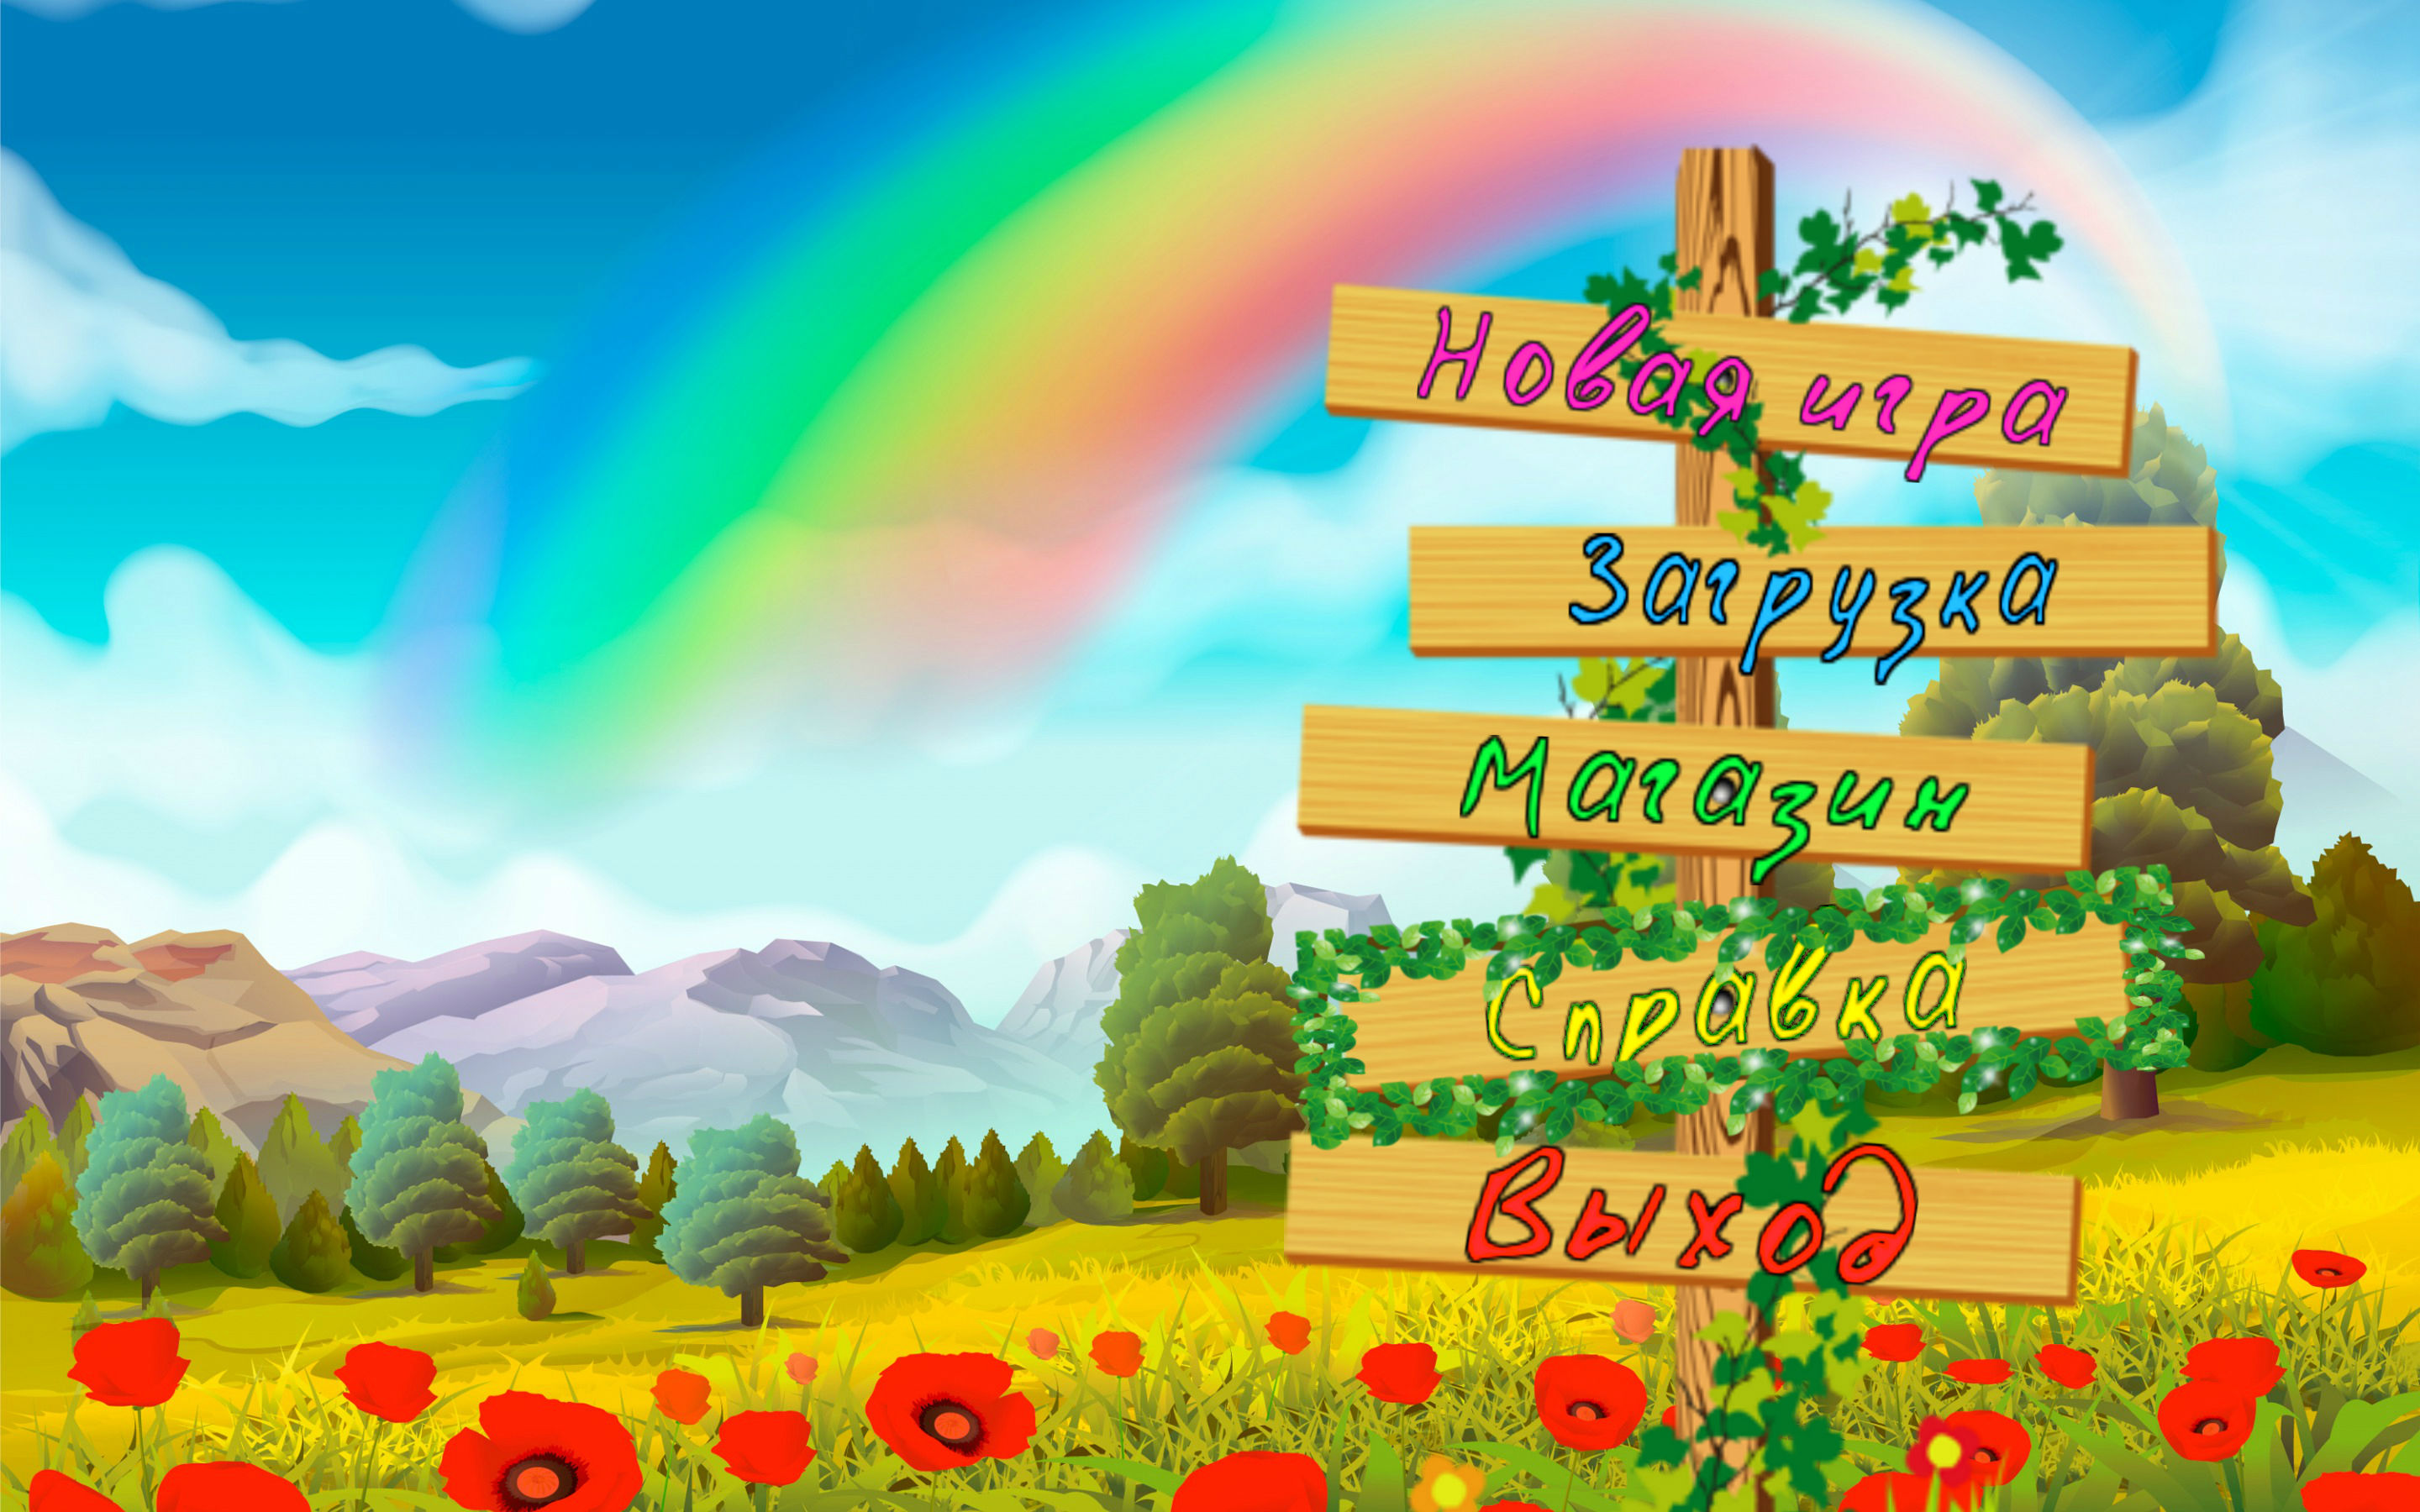 Новая игра
Загрузка
Магазин
Справка
Выход